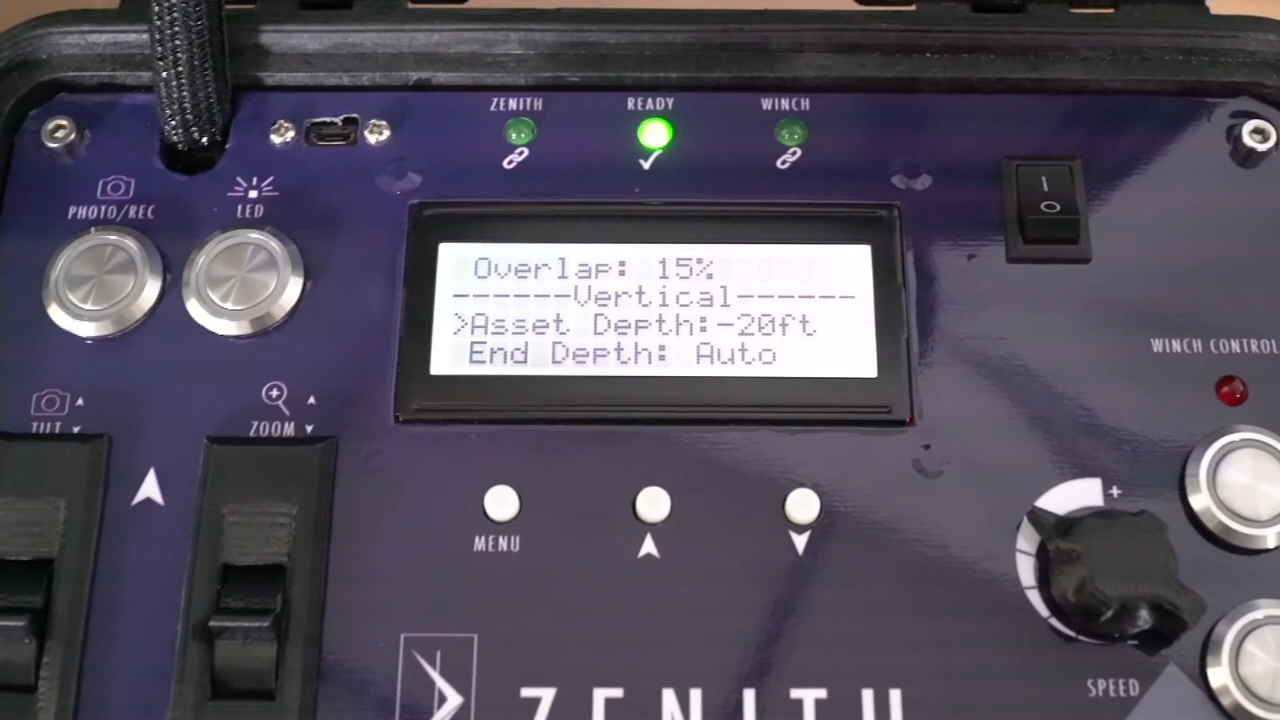 ZENITH READY WINCH
PHOTO/REC LED
I
O
Overlap: 15%
------Vertical------
>Asset Depth:-20ft
End Depth: Auto
WINCH CONTROL
TILT ZOOM
+
MENU
-
SPEED
ZENITH